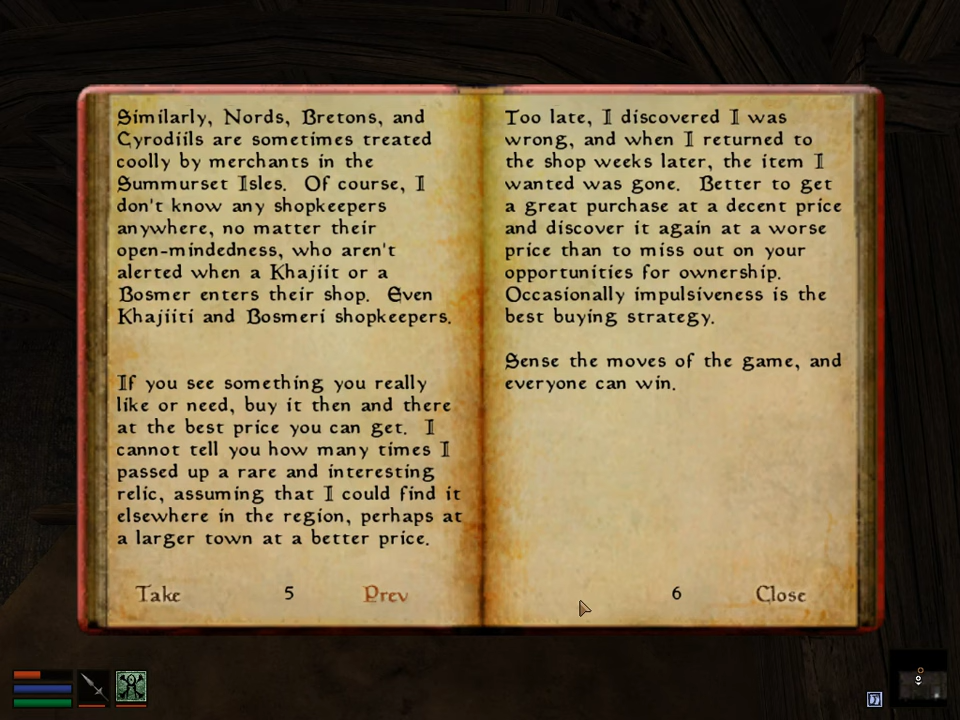 Similarly, Nords, Bretons, and
Cyrodiils are sometimes treated
coolly by merchants in the
Summurset Isles.  Of course, I
don't know any shopkeepers
anywhere, no matter their
open-mindedness, who aren't
alerted when a Khajiit or a
Bosmer enters their shop.  Even
Khajiiti and Bosmeri shopkeepers.
If you see something you really
like or need, buy it then and there
at the best price you can get.  I
cannot tell you how many times I
passed up a rare and interesting
relic, assuming that I could find it
elsewhere in the region, perhaps at
a larger town at a better price.
Take 5 Prev
Too late, I discovered I was
wrong, and when I returned to
the shop weeks later, the item I
wanted was gone.  Better to get
a great purchase at a decent price
and discover it again at a worse
price than to miss out on your
opportunities for ownership.
Occasionally impulsiveness is the
best buying strategy.
Sense the moves of the game, and
everyone can win.
6 Close